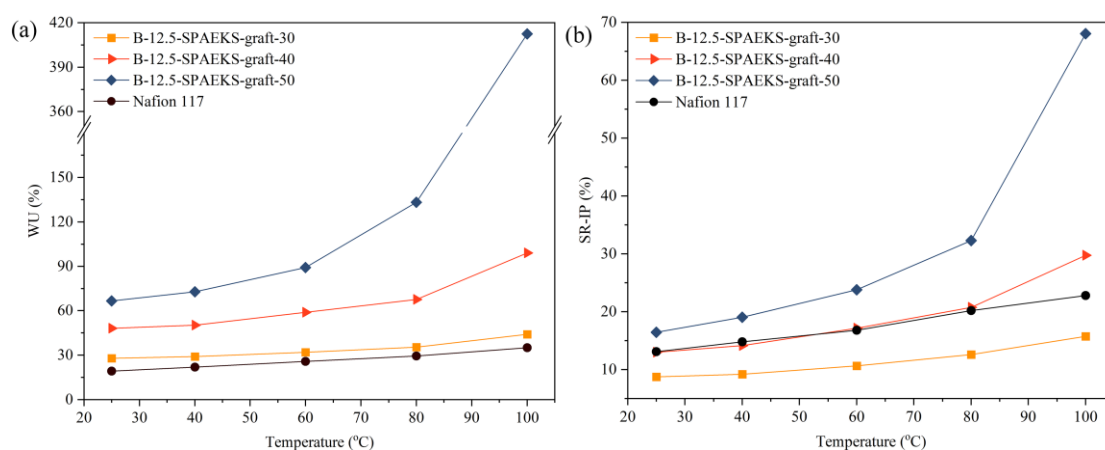 (a)
B-12.5-SPAEKS-graft-30
B-12.5-SPAEKS-graft-40
B-12.5-SPAEKS-graft-50
Nafion 117
WU (%)
420
390
360
150
120
90
60
30
0
20 30 40 50 60 70 80 90 100
Temperature (°C)
(b)
B-12.5-SPAEKS-graft-30
B-12.5-SPAEKS-graft-40
B-12.5-SPAEKS-graft-50
Nafion 117
SR-IP (%)
70
60
50
40
30
20
10
20 30 40 50 60 70 80 90 100
Temperature (°C)